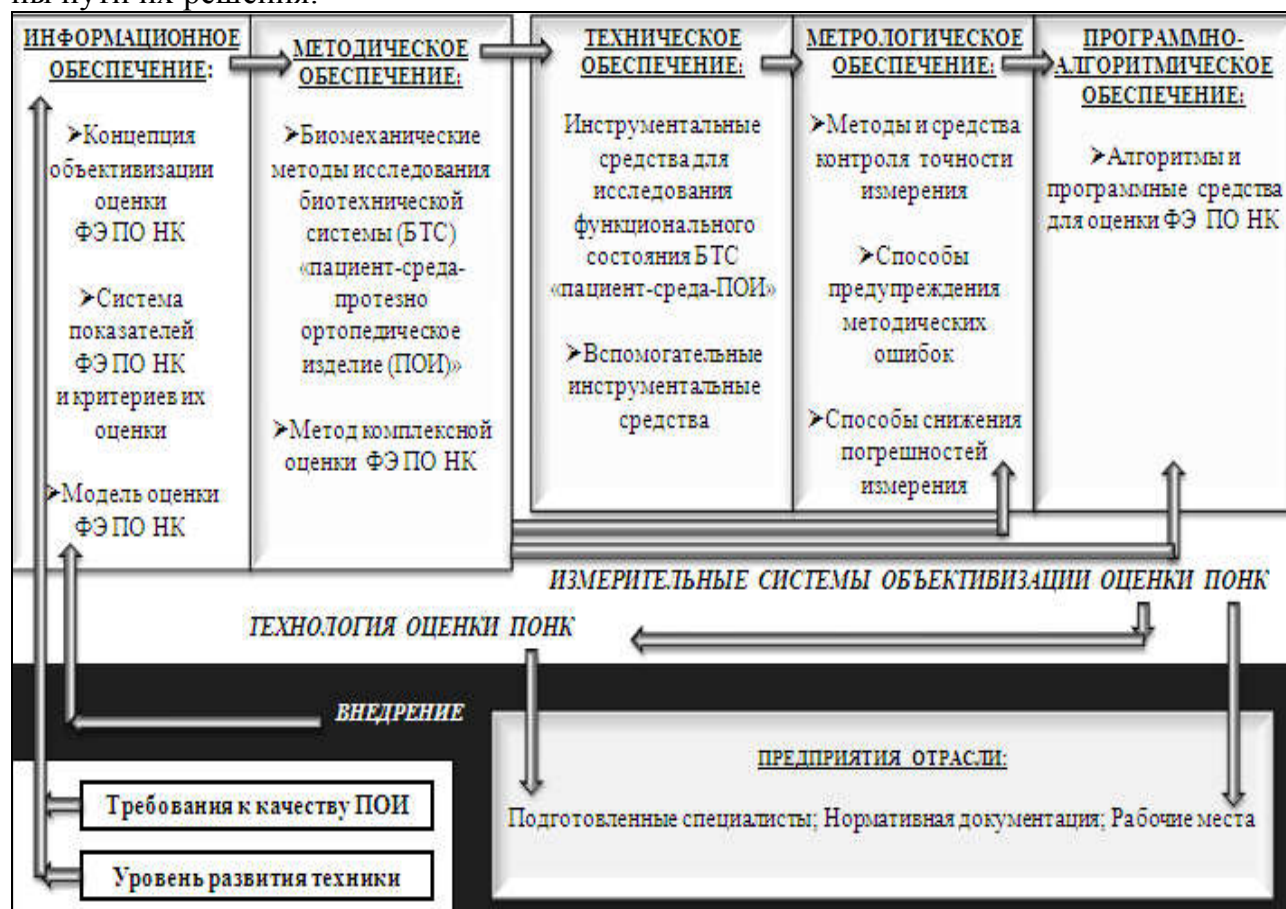 ны пути их решения.
ИНФОРМАЦИОННОЕ
ОБЕСПЕЧЕНИЕ:
➤Концепция
объективизации
оценки
ФЭ ПО НК
➤Система
показателей
ФЭ ПО НК
и критериев их
оценки
➤Модель оценки
ФЭ ПО НК
МЕТОДИЧЕСКОЕ
ОБЕСПЕЧЕНИЕ:
➤Биомеханические
методы исследования
биотехнической
системы (БТС)
«пациент-среда-
протезно
ортопедическое
изделие (ПОИ)»
➤Метод комплексной
оценки ФЭ ПО НК
ТЕХНИЧЕСКОЕ
ОБЕСПЕЧЕНИЕ:
Инструментальные
средства для
исследования
функционального
состояния БТС
«пациент-среда-ПОИ»
➤Вспомогательные
инструментальные
средства
МЕТРОЛОГИЧЕСКОЕ
ОБЕСПЕЧЕНИЕ:
➤Методы и средства
контроля точности
измерения
➤Способы
предупреждения
методических
ошибок
➤Способы снижения
погрешностей
измерения
ПРОГРАММНО-
АЛГОРИТМИЧЕСКОЕ
ОБЕСПЕЧЕНИЕ:
➤Алгоритмы и
программные средства
для оценки ФЭ ПО НК
ИЗМЕРИТЕЛЬНЫЕ СИСТЕМЫ ОБЪЕКТИВИЗАЦИИ ОЦЕНКИ ПОНК
ТЕХНОЛОГИЯ ОЦЕНКИ ПОНК
ВНЕДРЕНИЕ
ПРЕДПРИЯТИЯ ОТРАСЛИ:
Подготовленные специалисты; Нормативная документация; Рабочие места
Требования к качеству ПОИ
Уровень развития техники